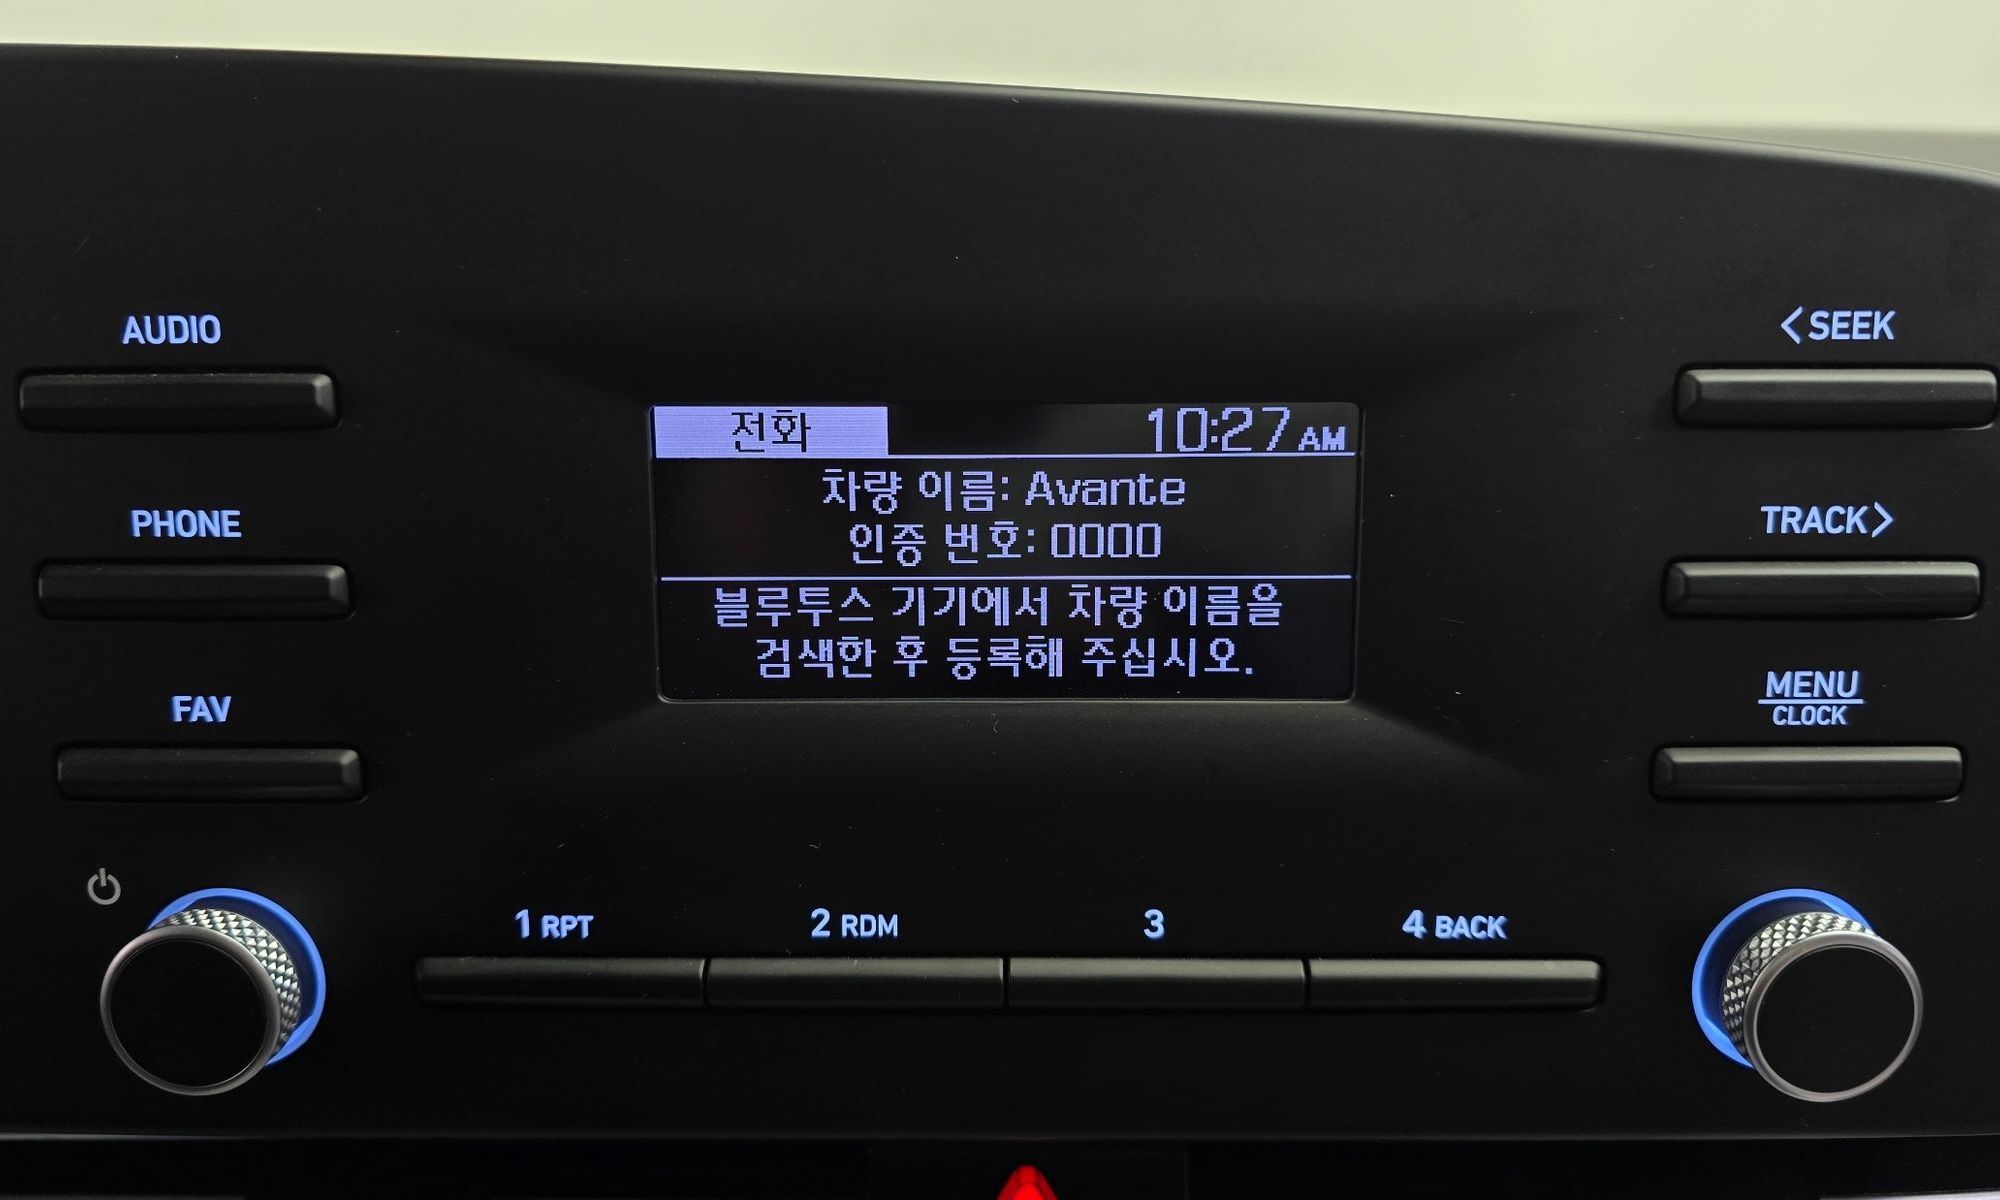 AUDIO
PHONE
FAV
전화 10:27 AM
차량 이름: Avante
인증 번호: 0000
블루투스 기기에서 차량 이름을
검색한 후 등록해 주십시오.
<SEEK
TRACK>
MENU
CLOCK
1 RPT
2 RDM
3
4 BACK